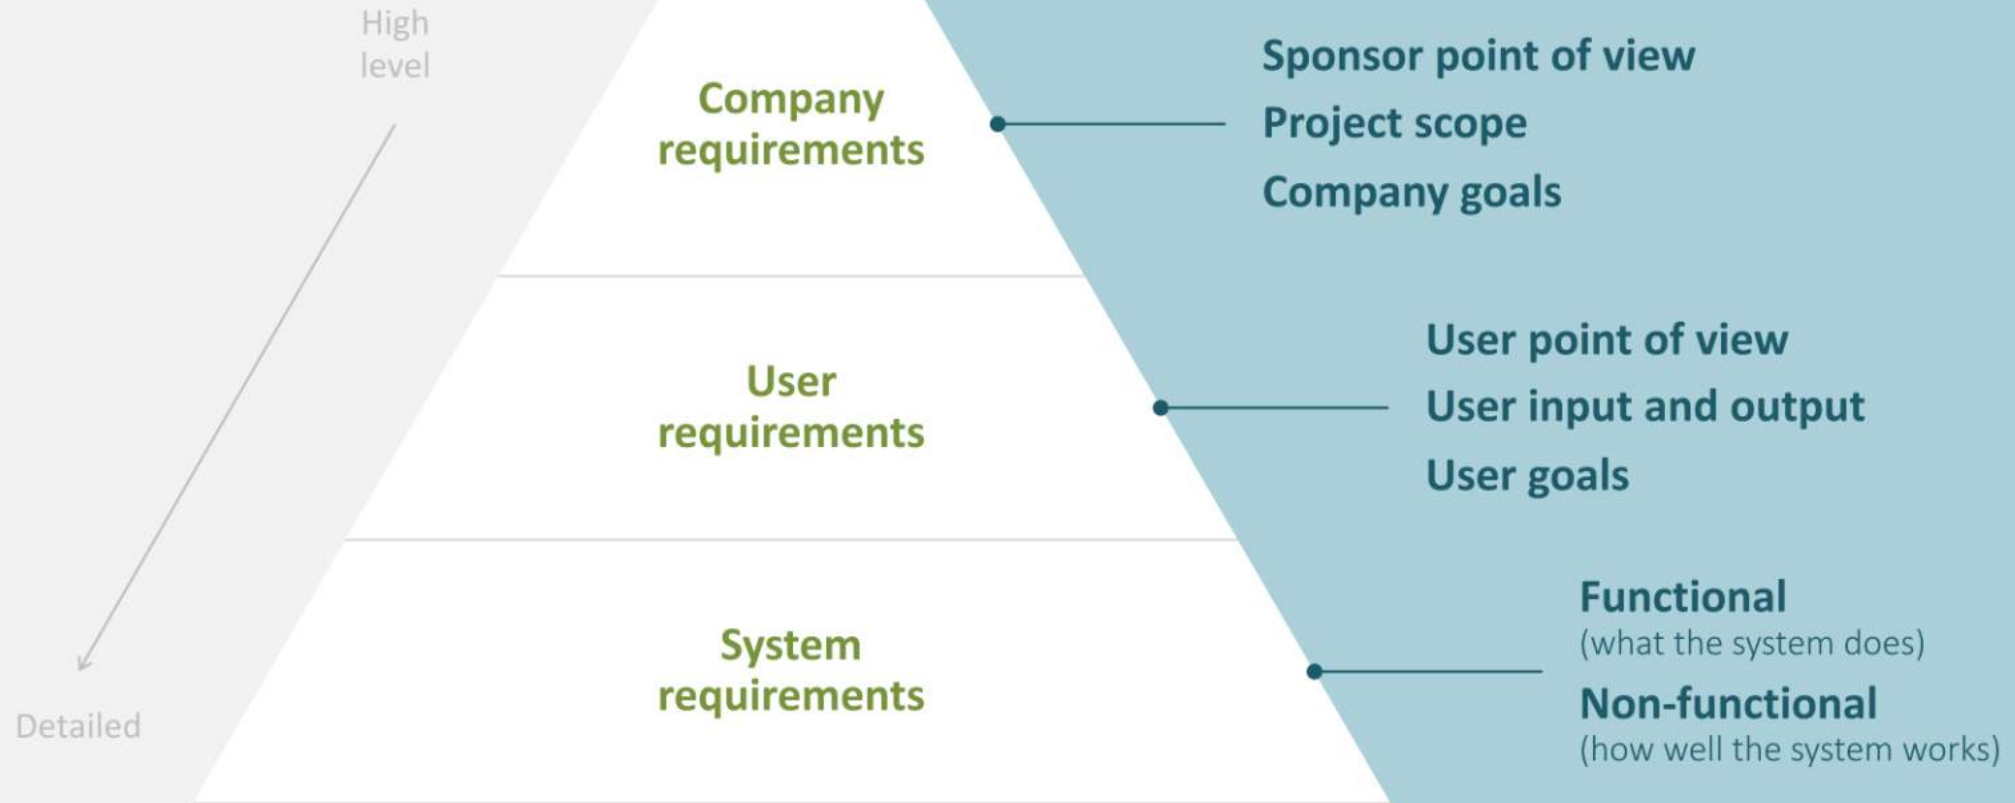 High
level
Detailed
Company
requirements
Sponsor point of view
Project scope
Company goals
User
requirements
User point of view
User input and output
User goals
System
requirements
Functional
(what the system does)
Non-functional
(how well the system works)